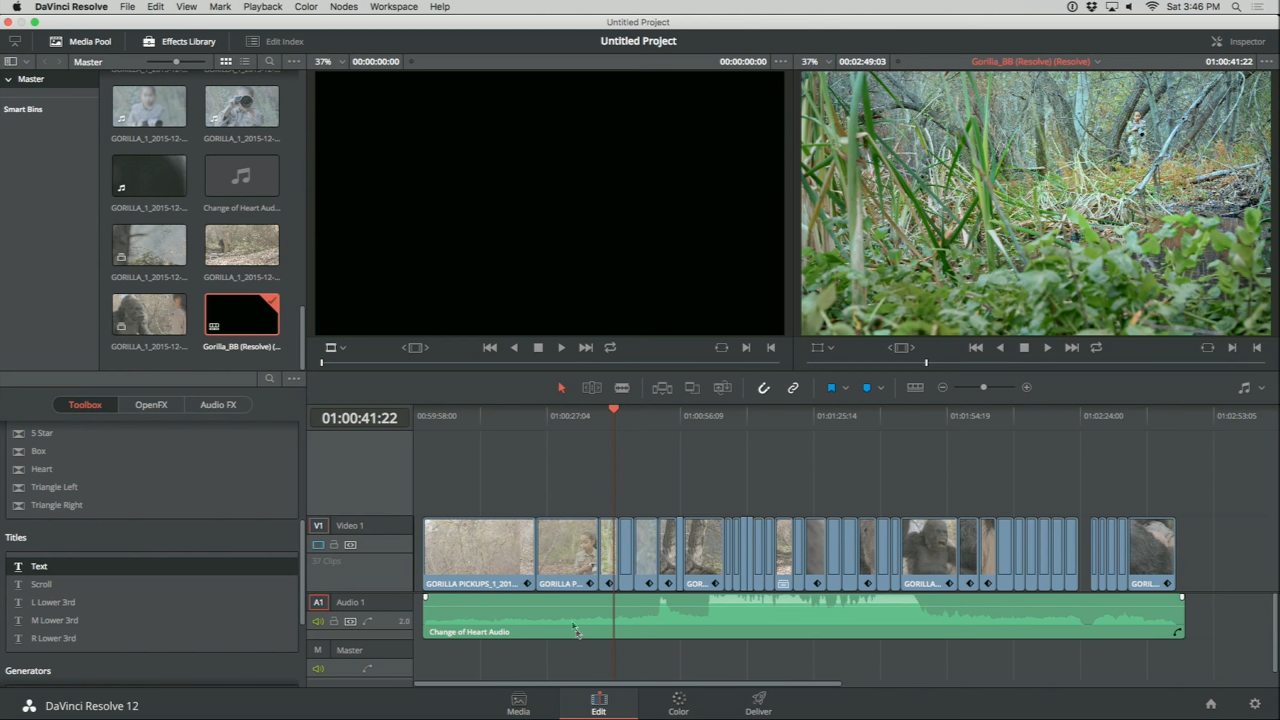 DaVinci Resolve File Edit View Mark Playback Color Nodes Workspace Help Sat 3:46 PM
Untitled Project
Media Pool Effects Library Edit Index Untitled Project Inspector
Master 37% 00:00:00:00 00:00:00:00 37% 00:02:49:03 Gorilla_BB (Resolve) (Resolve) 01:00:41:22
Master
Smart Bins
GORILLA_1_2015-12-... GORILLA_1_2015-12-...
GORILLA_1_2015-12-... Change of Heart Aud...
GORILLA_1_2015-12-... GORILLA_1_2015-12-...
GORILLA_1_2015-12-... Gorilla_BB (Resolve) (...
Toolbox OpenFX Audio FX
5 Star
Box
Heart
Triangle Left
Triangle Right
Titles
Text
Scroll
L Lower 3rd
M Lower 3rd
R Lower 3rd
Generators
01:00:41:22 00:59:58:00 01:00:27:04 01:00:56:09 01:01:25:14 01:01:54:19 01:02:24:00 01:02:53:05
V1 Video 1
37 Clips
GORILLA PICKUPS_1_201... GORILLA P... GOR... GORILLA... GORIL...
A1 Audio 1
2.0
Change of Heart Audio
M Master
DaVinci Resolve 12 Media Edit Color Deliver